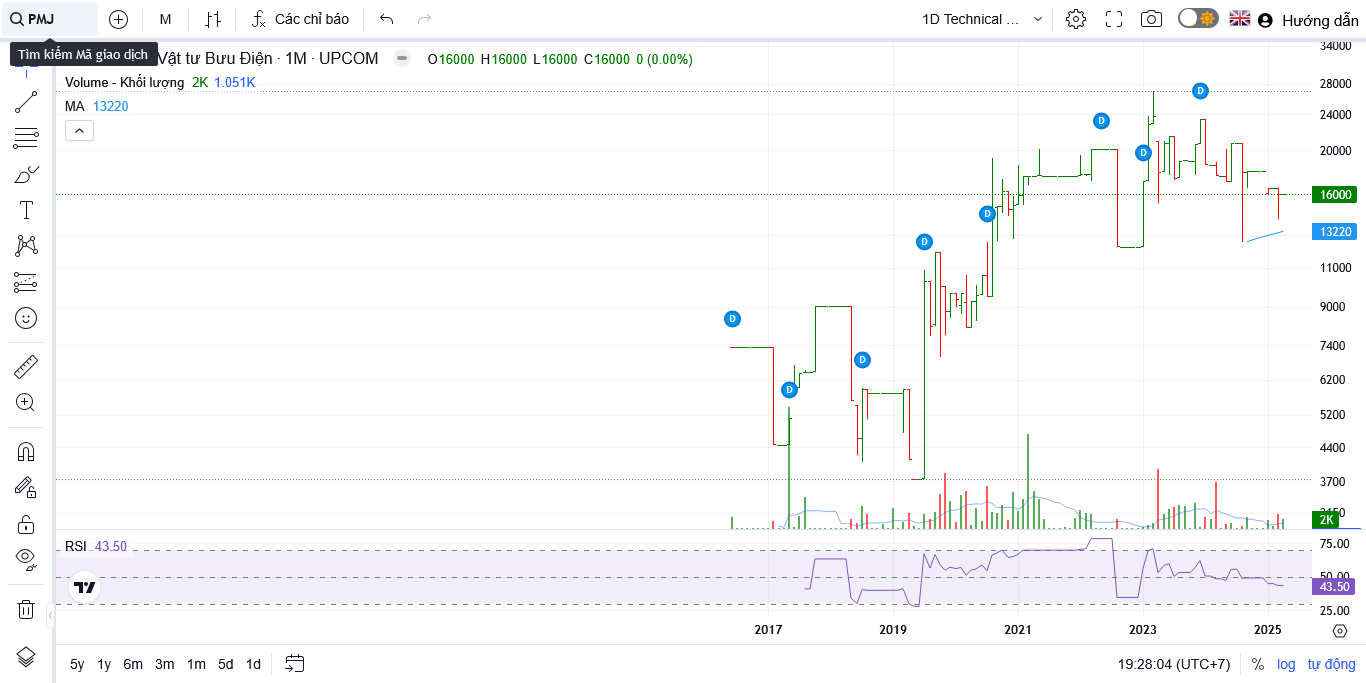 PMJ
M
Các chỉ báo
1D Technical ...
Hướng dẫn
Tìm kiếm Mã giao dịch
Vật tư Bưu Điện · 1M · UPCOM
O16000 H16000 L16000 C16000 0 (0.00%)
Volume - Khối lượng 2K 1.051K
MA 13220
34000
28000
24000
20000
16000
13220
11000
9000
7400
6200
5200
4400
3700
2K
D
D
D
D
D
D
D
D
RSI 43.50
75.00
50.00
43.50
25.00
2017 2019 2021 2023 2025
5y 1y 6m 3m 1m 5d 1d
19:28:04 (UTC+7) % log tự động